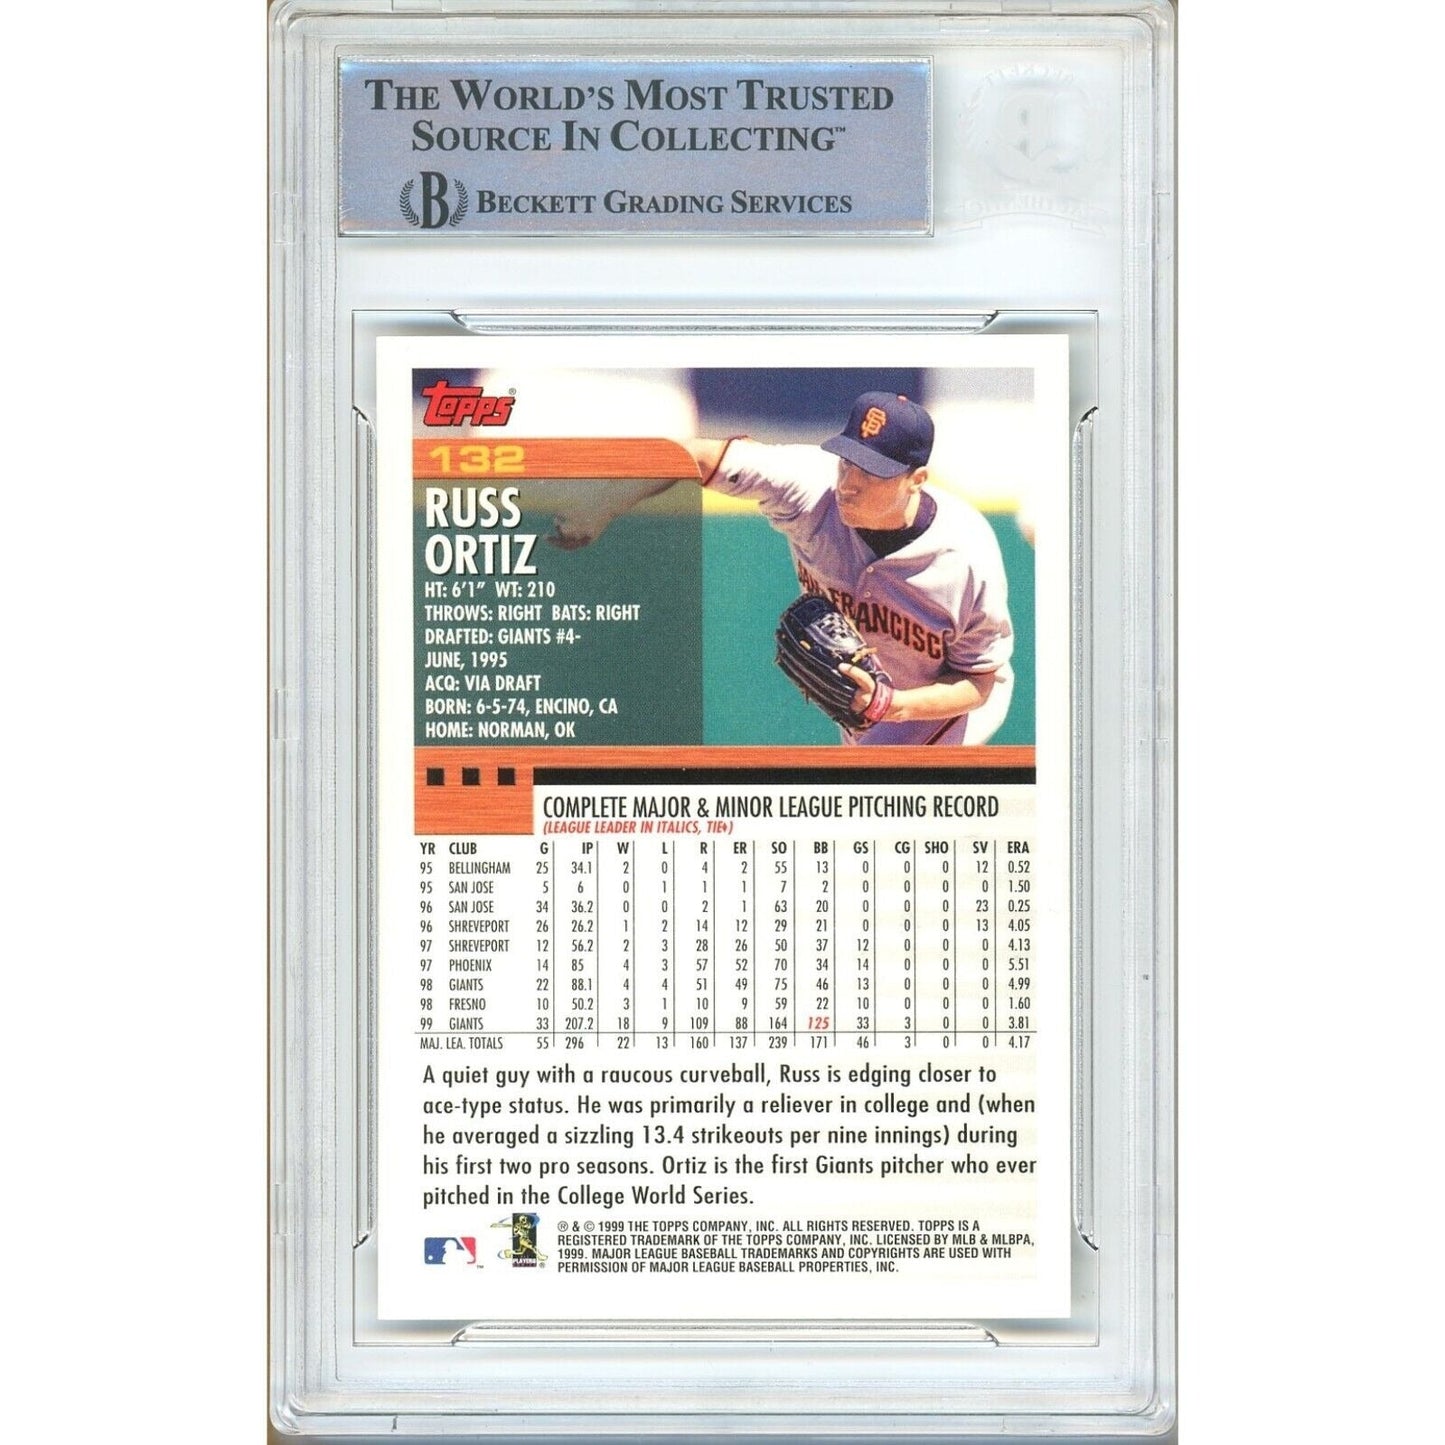 THE WORLD'S MOST TRUSTED
SOURCE IN COLLECTING™
B BECKETT GRADING SERVICES
BECKETT
Topps®
132
RUSS
ORTIZ
HT: 6'1" WT: 210
THROWS: RIGHT BATS: RIGHT
DRAFTED: GIANTS #4-
JUNE, 1995
ACQ: VIA DRAFT
BORN: 6-5-74, ENCINO, CA
HOME: NORMAN, OK
SF
SAN FRANCISC
COMPLETE MAJOR & MINOR LEAGUE PITCHING RECORD
(LEAGUE LEADER IN ITALICS, TIE♦)
YR CLUB G IP W L R ER SO BB GS CG SHO SV ERA
95 BELLINGHAM 25 34.1 2 0 4 2 55 13 0 0 0 12 0.52
95 SAN JOSE 5 6 0 1 1 1 7 2 0 0 0 0 1.50
96 SAN JOSE 34 36.2 0 0 2 1 63 20 0 0 0 23 0.25
96 SHREVEPORT 26 26.2 1 2 14 12 29 21 0 0 0 13 4.05
97 SHREVEPORT 12 56.2 2 3 28 26 50 37 12 0 0 0 4.13
97 PHOENIX 14 85 4 3 57 52 70 34 14 0 0 0 5.51
98 GIANTS 22 88.1 4 4 51 49 75 46 13 0 0 0 4.99
98 FRESNO 10 50.2 3 1 10 9 59 22 10 0 0 0 1.60
99 GIANTS 33 207.2 18 9 109 88 164 125 33 3 0 0 3.81
MAJ. LEA. TOTALS 55 296 22 13 160 137 239 171 46 3 0 0 4.17
A quiet guy with a raucous curveball, Russ is edging closer to
ace-type status. He was primarily a reliever in college and (when
he averaged a sizzling 13.4 strikeouts per nine innings) during
his first two pro seasons. Ortiz is the first Giants pitcher who ever
pitched in the College World Series.
® & © 1999 THE TOPPS COMPANY, INC. ALL RIGHTS RESERVED. TOPPS IS A
REGISTERED TRADEMARK OF THE TOPPS COMPANY, INC. LICENSED BY MLB & MLBPA,
1999. MAJOR LEAGUE BASEBALL TRADEMARKS AND COPYRIGHTS ARE USED WITH
PERMISSION OF MAJOR LEAGUE BASEBALL PROPERTIES, INC.
PLAYERS